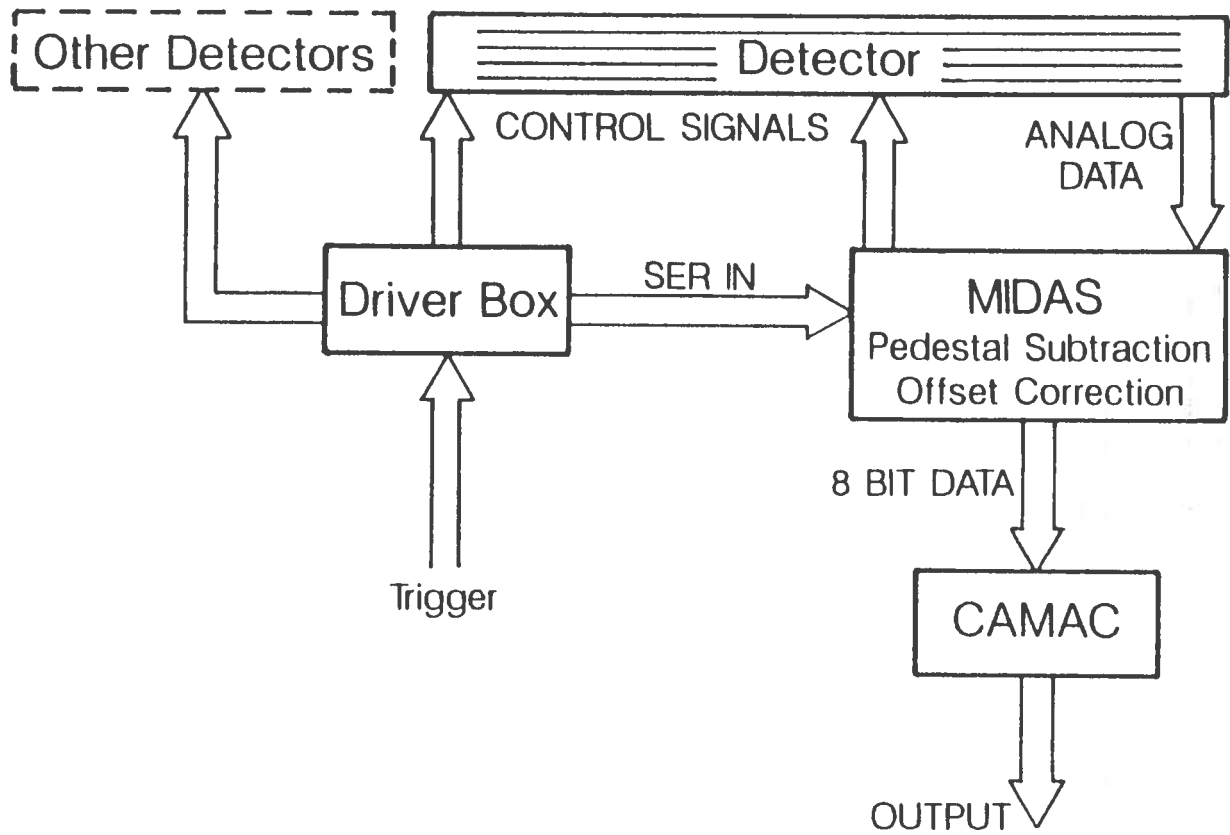 Other Detectors
Detector
CONTROL SIGNALS
ANALOG
DATA
Driver Box
SER IN
MIDAS
Pedestal Subtraction
Offset Correction
8 BIT DATA
Trigger
CAMAC
OUTPUT